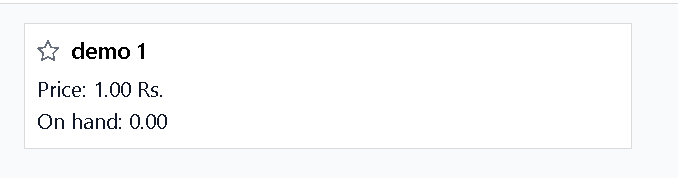 demo 1
Price: 1.00 Rs.
On hand: 0.00